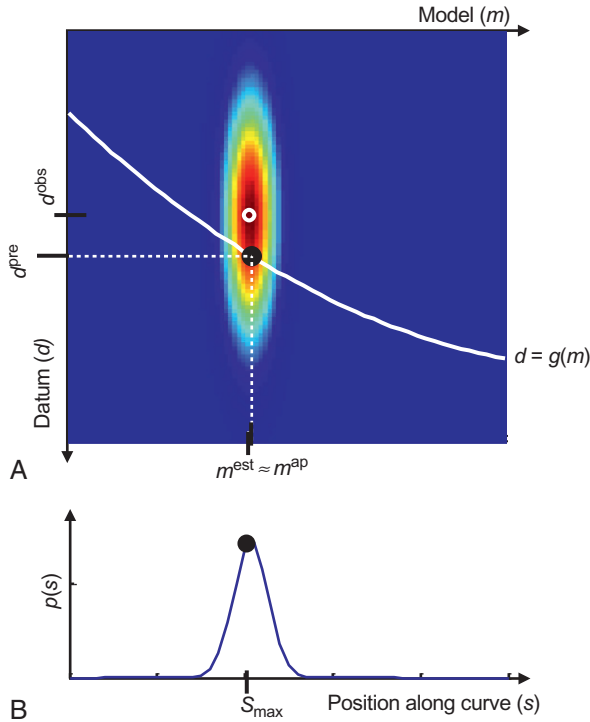 Model (m)
d^obs
d^pre
Datum (d)
d = g(m)
A
m^est ≈ m^ap
p(s)
S_max
Position along curve (s)
B